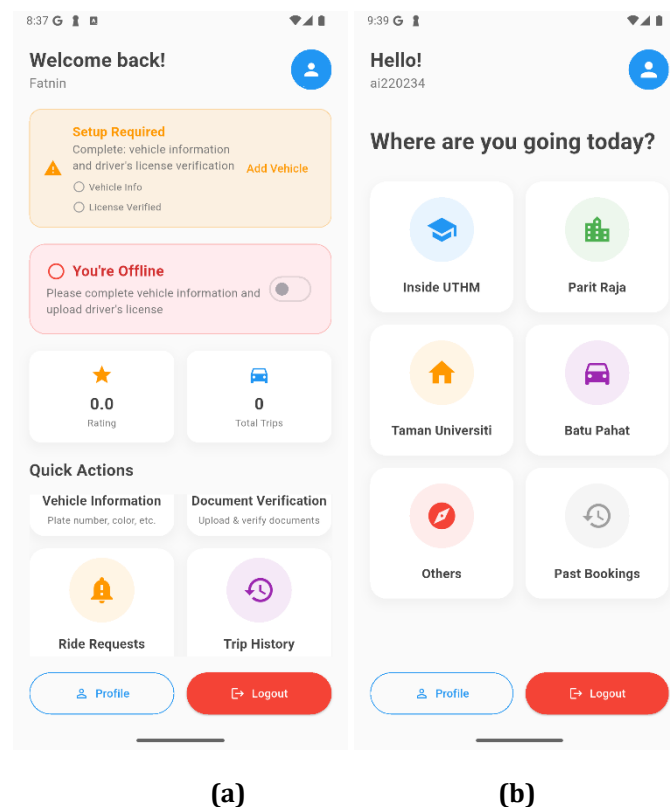 8:37 G
Welcome back!
Fatnin
Setup Required
Complete: vehicle information
and driver's license verification
Add Vehicle
Vehicle Info
License Verified
You're Offline
Please complete vehicle information and
upload driver's license
0.0
Rating
0
Total Trips
Quick Actions
Vehicle Information
Plate number, color, etc.
Document Verification
Upload & verify documents
Ride Requests
Trip History
Profile
Logout
(a)
9:39 G
Hello!
ai220234
Where are you going today?
Inside UTHM
Parit Raja
Taman Universiti
Batu Pahat
Others
Past Bookings
Profile
Logout
(b)